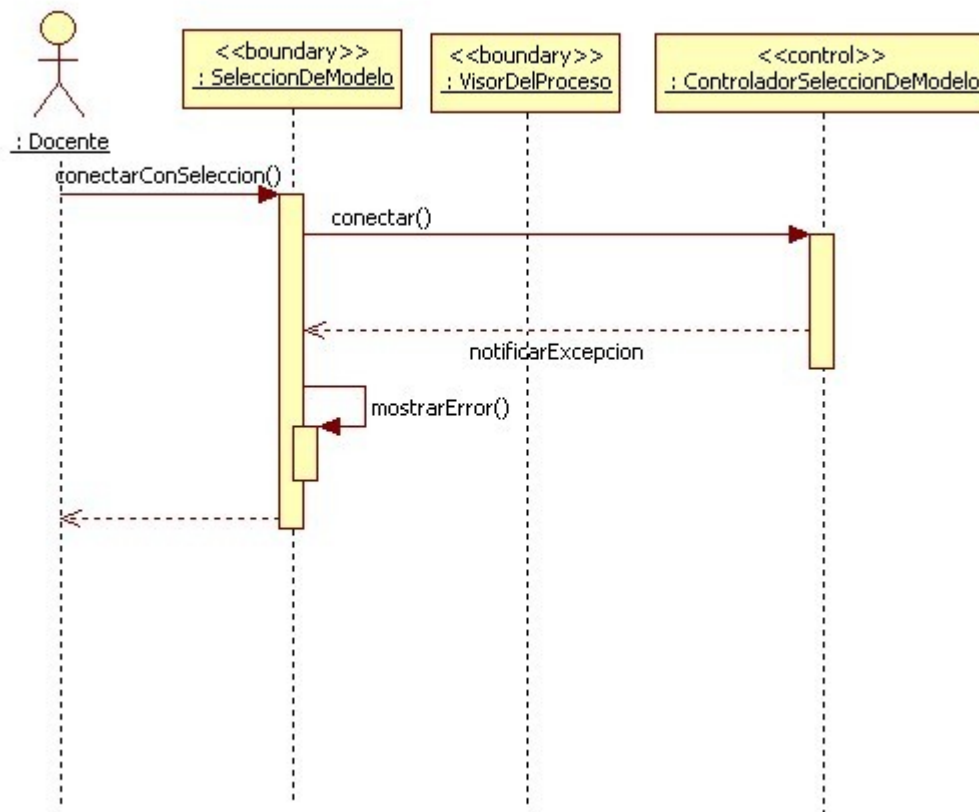 <<boundary>>
: SeleccionDeModelo
<<boundary>>
: VisorDelProceso
<<control>>
: ControladorSeleccionDeModelo
: Docente
conectarConSeleccion()
conectar()
notificarExcepcion
mostrarError()